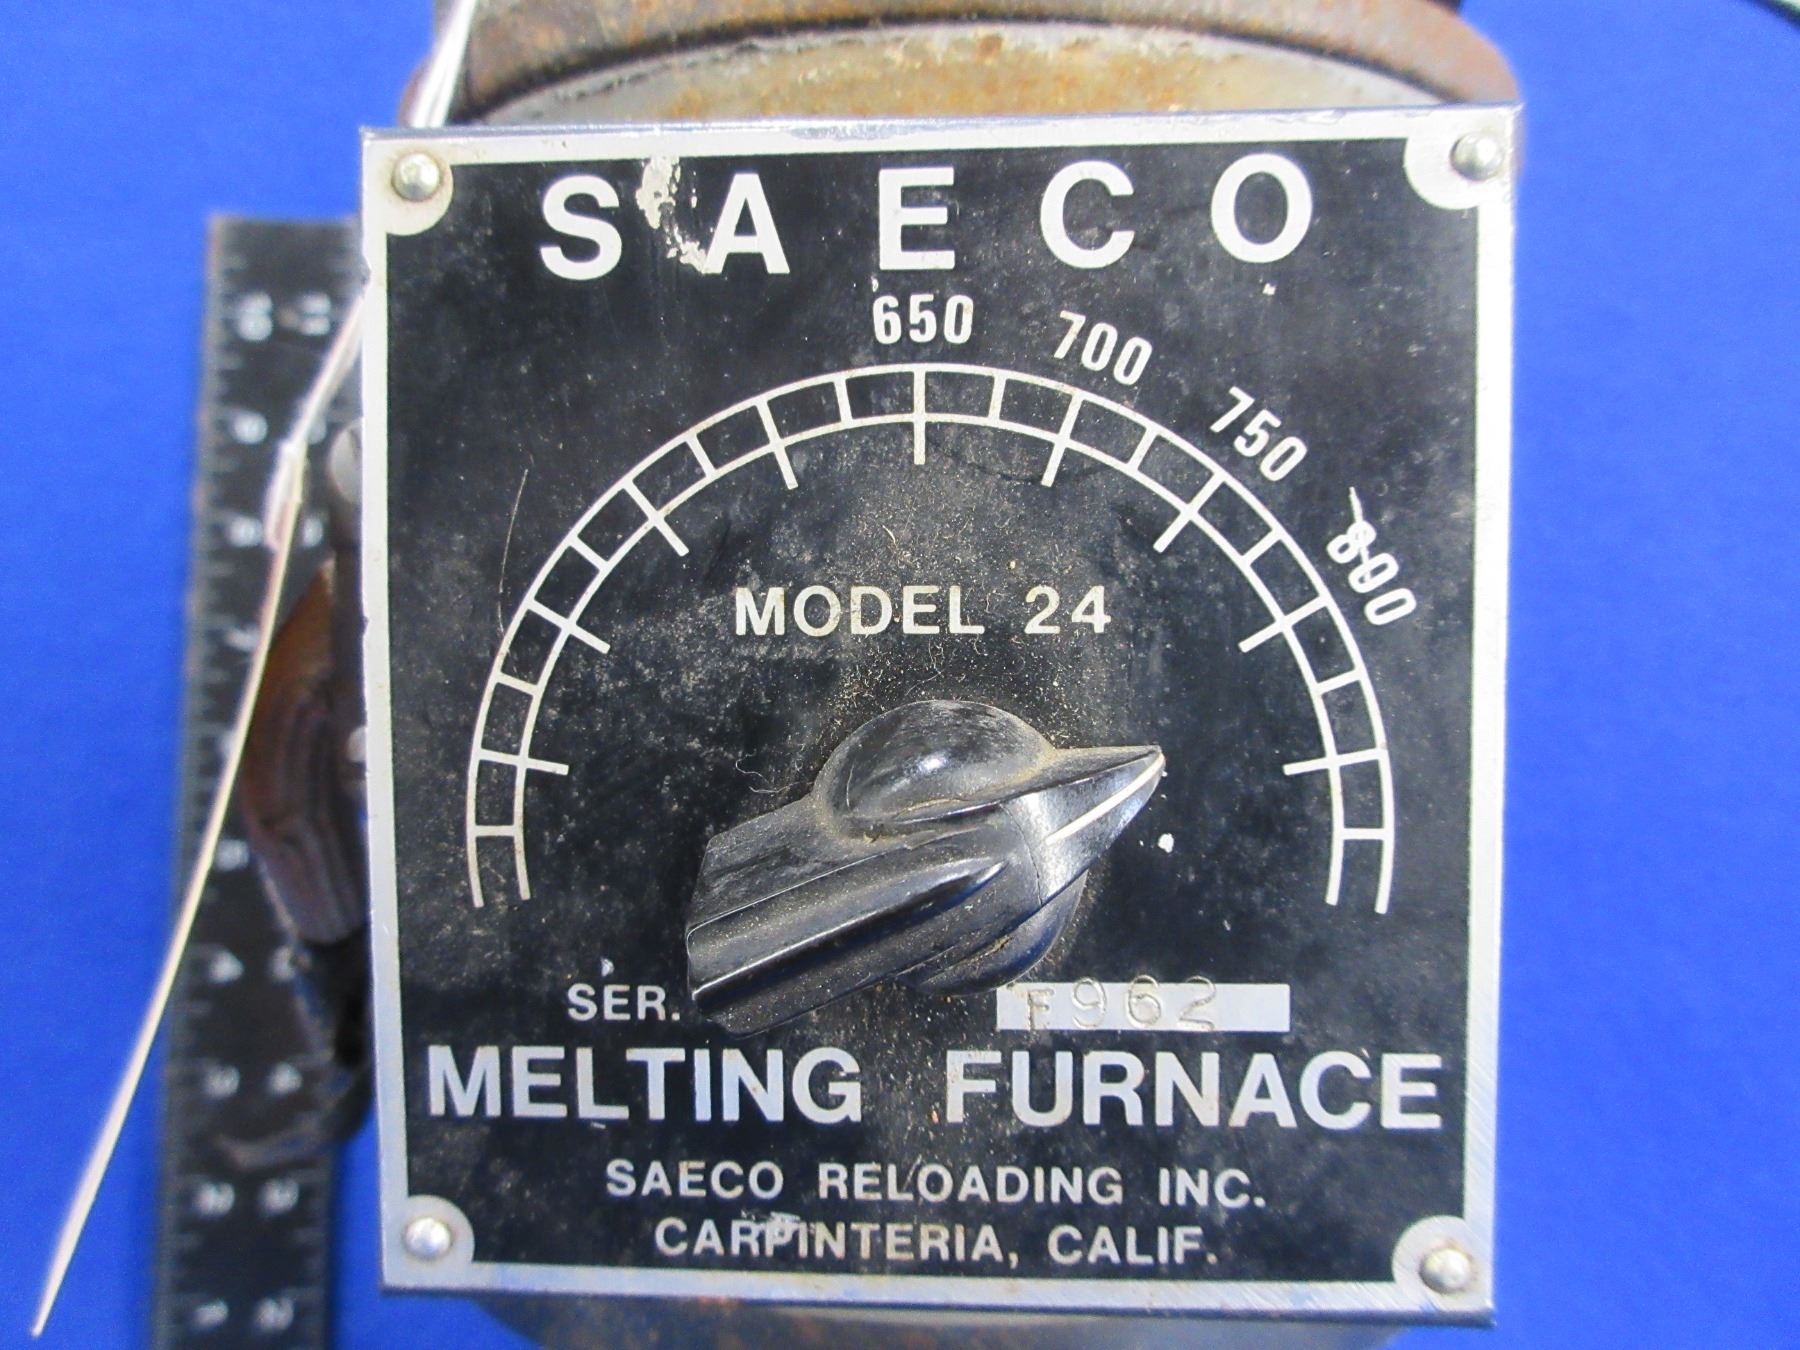 SAECO
650 700 750 800
MODEL 24
SER. F962
MELTING FURNACE
SAECO RELOADING INC.
CARPINTERIA, CALIF.